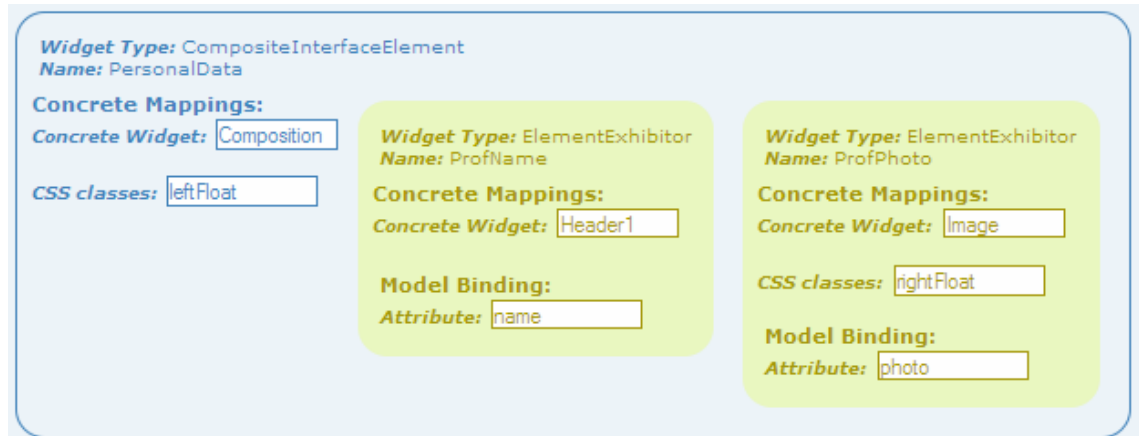 Widget Type: CompositeInterfaceElement
Name: PersonalData
Concrete Mappings:
Concrete Widget: Composition
CSS classes: leftFloat
Widget Type: ElementExhibitor
Name: ProfName
Concrete Mappings:
Concrete Widget: Header1
Model Binding:
Attribute: name
Widget Type: ElementExhibitor
Name: ProfPhoto
Concrete Mappings:
Concrete Widget: Image
CSS classes: rightFloat
Model Binding:
Attribute: photo